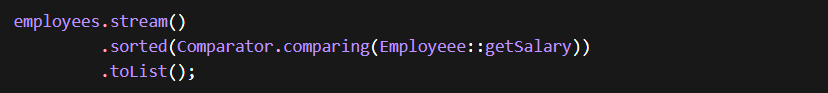 employees.stream()
.sorted(Comparator.comparing(Employeee::getSalary))
.toList();